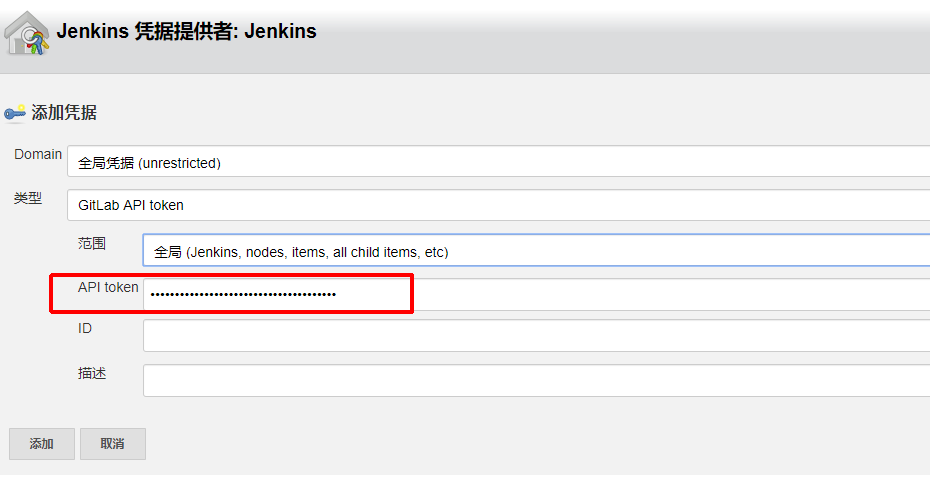 Jenkins 凭据提供者: Jenkins
添加凭据
Domain 全局凭据 (unrestricted)
类型 GitLab API token
范围 全局 (Jenkins, nodes, items, all child items, etc)
API token ••••••••••••••••••••••••••••••••••••••
ID
描述
添加 取消